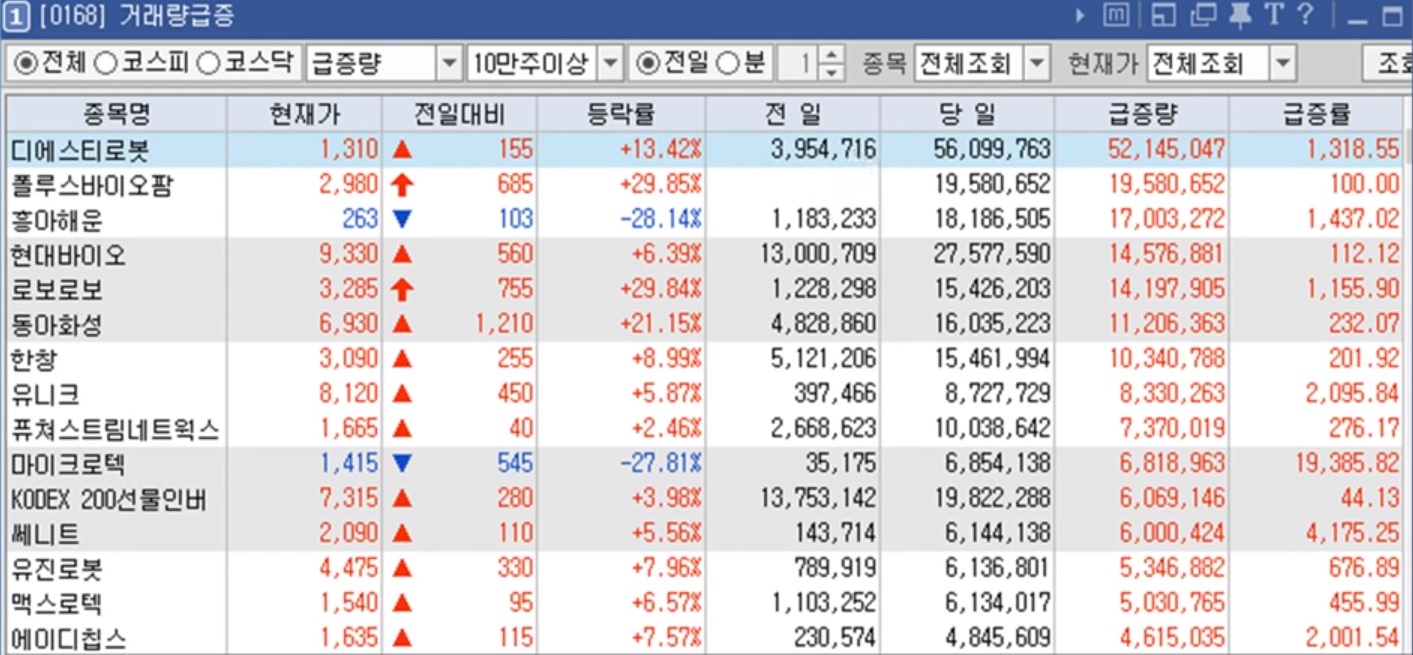 1 [0168] 거래량급증 m T ?
전체 코스피 코스닥 급증량 10만주이상 전일 분 1 종목 전체조회 현재가 전체조회
종목명 현재가 전일대비 등락률 전 일 당 일 급증량 급증률
디에스티로봇 1,310 ▲ 155 +13.42% 3,954,716 56,099,763 52,145,047 1,318.55
폴루스바이오팜 2,980 ↑ 685 +29.85% 19,580,652 19,580,652 100.00
흥아해운 263 ▼ 103 -28.14% 1,183,233 18,186,505 17,003,272 1,437.02
현대바이오 9,330 ▲ 560 +6.39% 13,000,709 27,577,590 14,576,881 112.12
로보로보 3,285 ↑ 755 +29.84% 1,228,298 15,426,203 14,197,905 1,155.90
동아화성 6,930 ▲ 1,210 +21.15% 4,828,860 16,035,223 11,206,363 232.07
한창 3,090 ▲ 255 +8.99% 5,121,206 15,461,994 10,340,788 201.92
유니크 8,120 ▲ 450 +5.87% 397,466 8,727,729 8,330,263 2,095.84
퓨쳐스트림네트웍스 1,665 ▲ 40 +2.46% 2,668,623 10,038,642 7,370,019 276.17
마이크로텍 1,415 ▼ 545 -27.81% 35,175 6,854,138 6,818,963 19,385.82
KODEX 200선물인버 7,315 ▲ 280 +3.98% 13,753,142 19,822,288 6,069,146 44.13
쎄니트 2,090 ▲ 110 +5.56% 143,714 6,144,138 6,000,424 4,175.25
유진로봇 4,475 ▲ 330 +7.96% 789,919 6,136,801 5,346,882 676.89
맥스로텍 1,540 ▲ 95 +6.57% 1,103,252 6,134,017 5,030,765 455.99
에이디칩스 1,635 ▲ 115 +7.57% 230,574 4,845,609 4,615,035 2,001.54